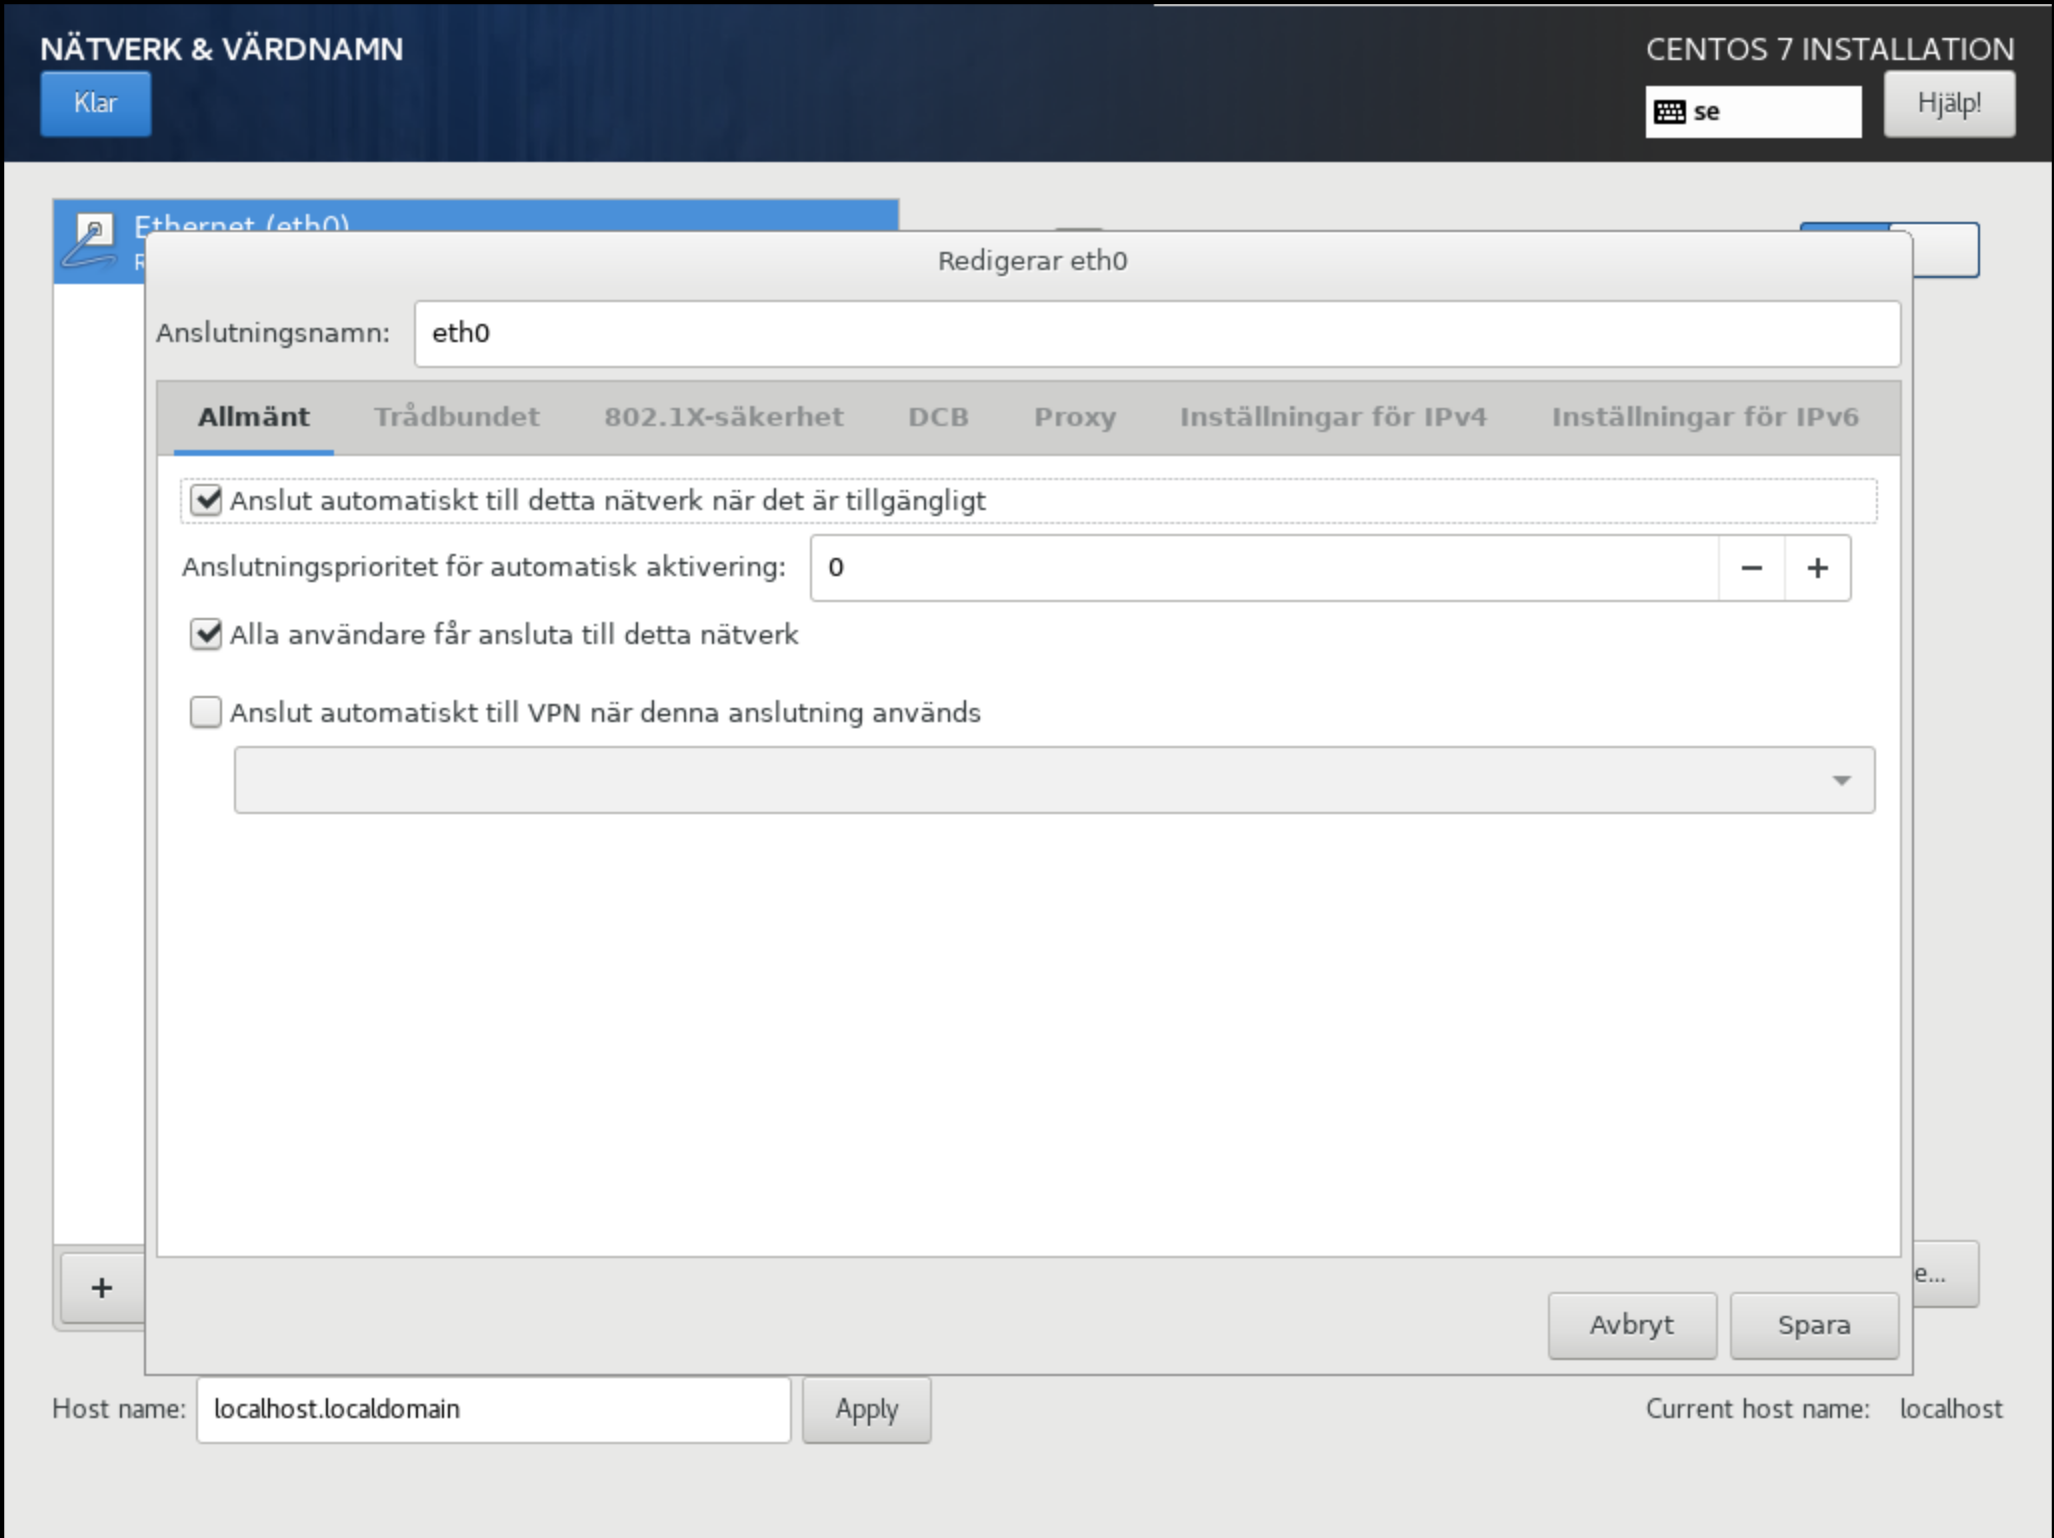 NÄTVERK & VÄRDNAMN
CENTOS 7 INSTALLATION
Klar
se
Hjälp!
Ethernet (eth0)
Redigerar eth0
Anslutningsnamn: eth0
Allmänt Trådbundet 802.1X-säkerhet DCB Proxy Inställningar för IPv4 Inställningar för IPv6
Anslut automatiskt till detta nätverk när det är tillgängligt
Anslutningsprioritet för automatisk aktivering: 0 − +
Alla användare får ansluta till detta nätverk
Anslut automatiskt till VPN när denna anslutning används
+
e...
Avbryt Spara
Host name: localhost.localdomain Apply Current host name: localhost